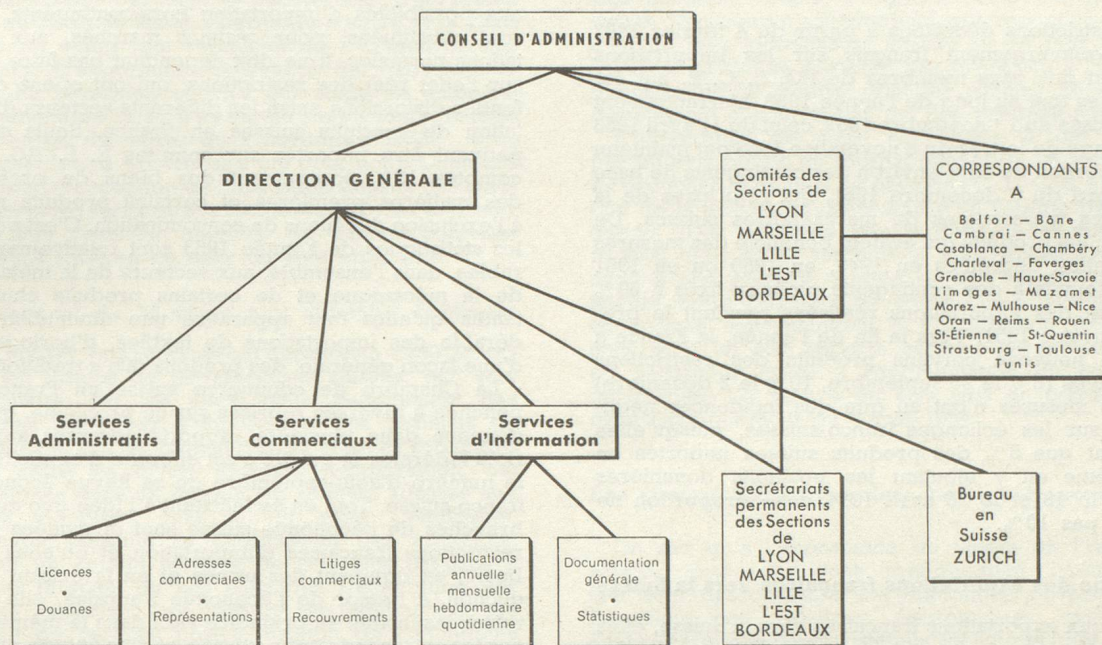 CONSEIL D'ADMINISTRATION
DIRECTION GÉNÉRALE
Comités des
Sections de
LYON
MARSEILLE
LILLE
L'EST
BORDEAUX
CORRESPONDANTS
A
Belfort — Bône
Cambrai — Cannes
Casablanca — Chambéry
Charleval — Faverges
Grenoble — Haute-Savoie
Limoges — Mazamet
Morez — Mulhouse — Nice
Oran — Reims — Rouen
St-Étienne — St-Quentin
Strasbourg — Toulouse
Tunis
Services
Administratifs
Services
Commerciaux
Services
d'Information
Secrétariats
permanents
des Sections
de
LYON
MARSEILLE
LILLE
L'EST
BORDEAUX
Bureau
en
Suisse
ZURICH
Licences
•
Douanes
Adresses
commerciales
•
Représentations
Litiges
commerciaux
•
Recouvrements
Publications
annuelle
mensuelle
hebdomadaire
quotidienne
Documentation
générale
•
Statistiques